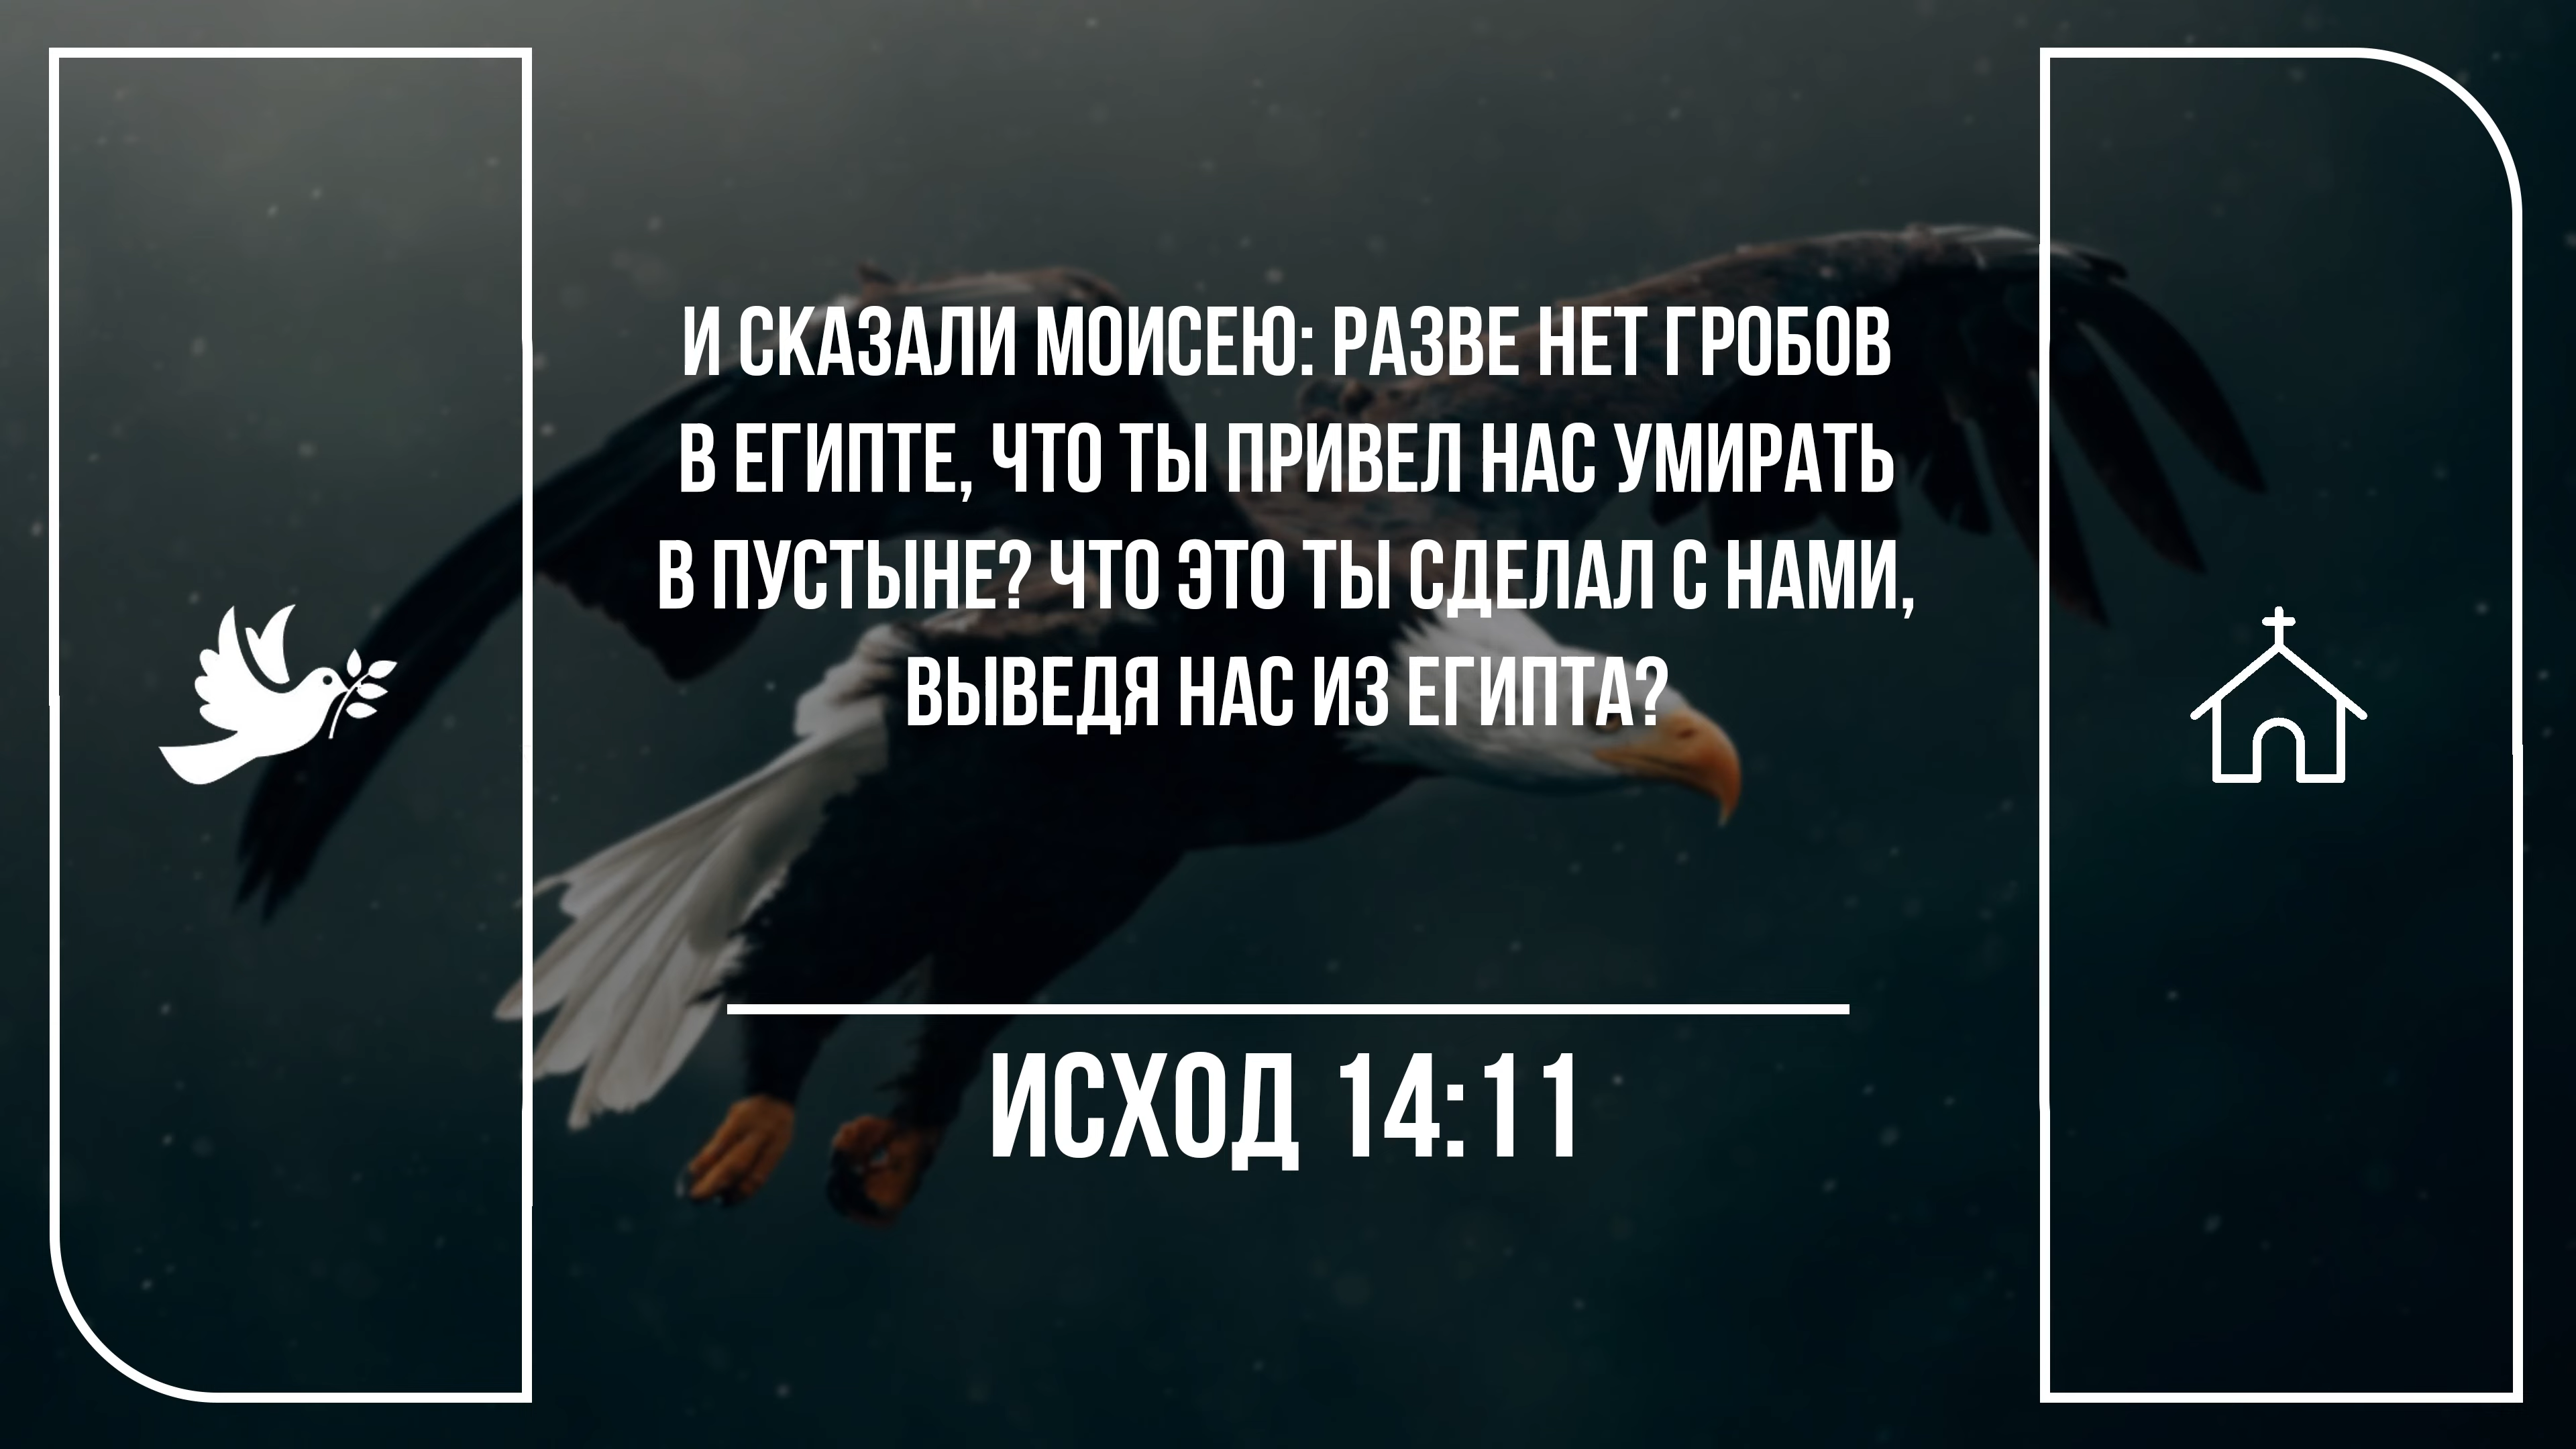 И СКАЗАЛИ МОИСЕЮ: РАЗВЕ НЕТ ГРОБОВ
В ЕГИПТЕ, ЧТО ТЫ ПРИВЕЛ НАС УМИРАТЬ
В ПУСТЫНЕ? ЧТО ЭТО ТЫ СДЕЛАЛ С НАМИ,
ВЫВЕДЯ НАС ИЗ ЕГИПТА?
ИСХОД 14:11